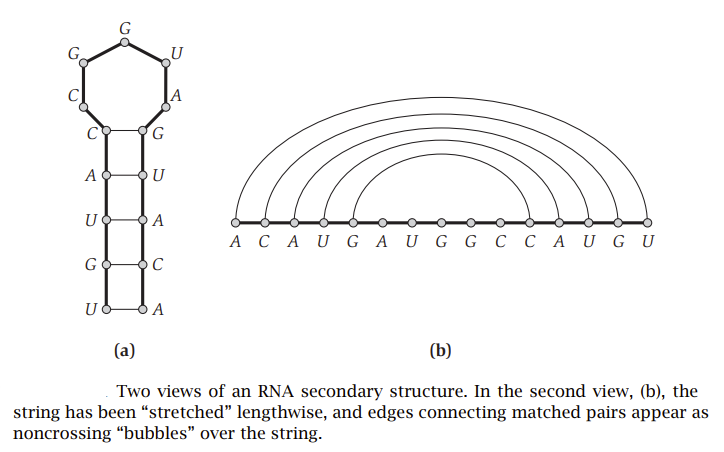 G
G U
C A
C G
A U
U A
G C
U A
A C A U G A U G G C C A U G U
(a) (b)
Two views of an RNA secondary structure. In the second view, (b), the
string has been “stretched” lengthwise, and edges connecting matched pairs appear as
noncrossing “bubbles” over the string.